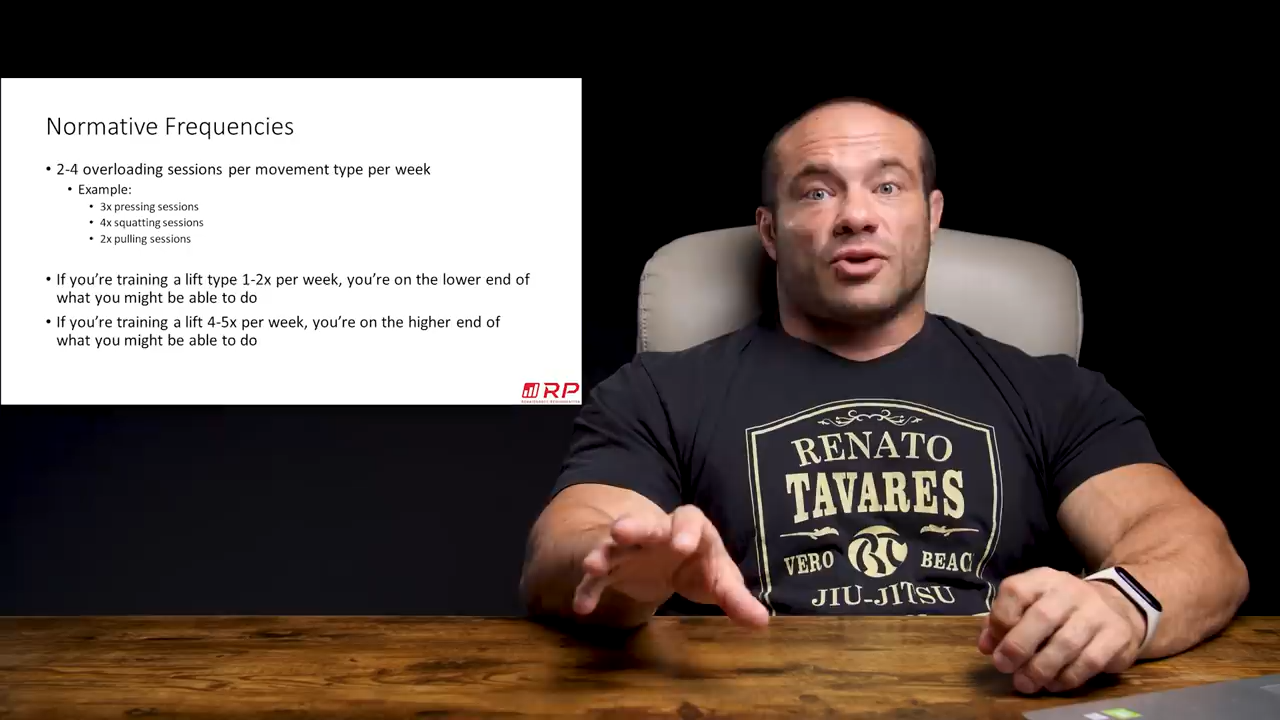 Normative Frequencies
• 2-4 overloading sessions per movement type per week
• Example:
• 3x pressing sessions
• 4x squatting sessions
• 2x pulling sessions
• If you're training a lift type 1-2x per week, you're on the lower end of
what you might be able to do
• If you're training a lift 4-5x per week, you're on the higher end of
what you might be able to do
RP
RENATO
TAVARES
VERO BEAC
JIU-JITSU